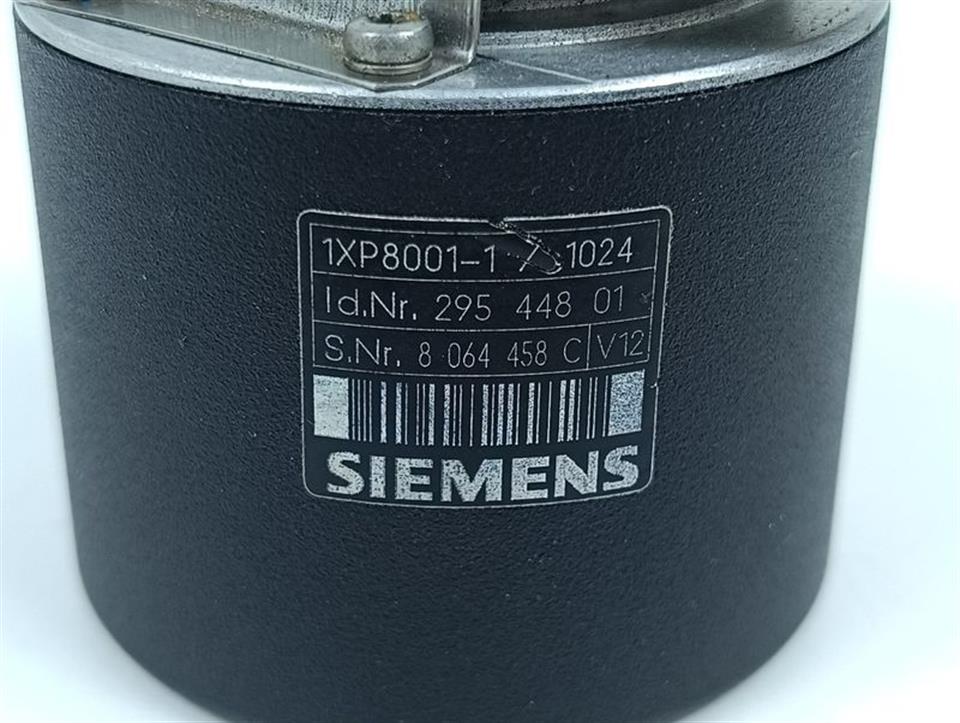 1XP8001-1 / 1024
Id.Nr. 295 448 01
S.Nr. 8 064 458 C V12
SIEMENS